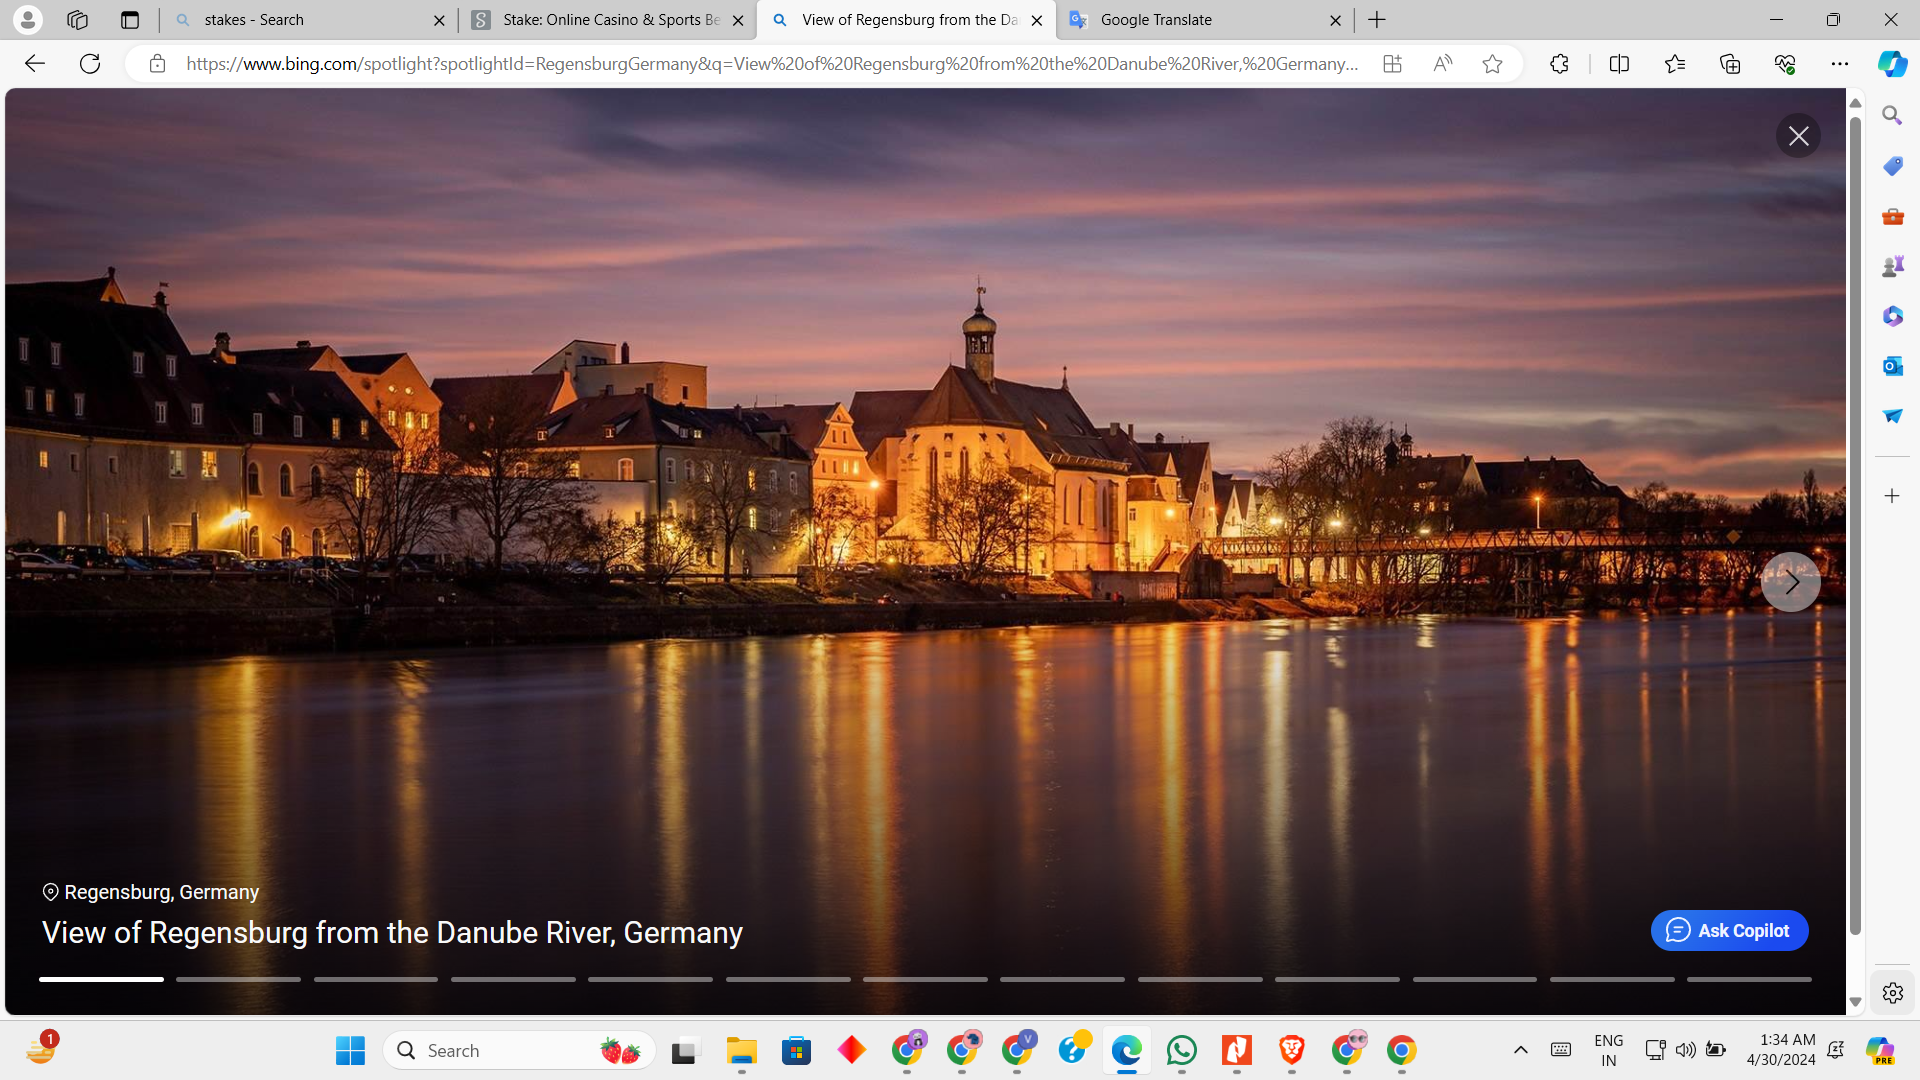 stakes - Search
Stake: Online Casino & Sports Be
View of Regensburg from the Da
Google Translate
https://www.bing.com/spotlight?spotlightId=RegensburgGermany&q=View%20of%20Regensburg%20from%20the%20Danube%20River,%20Germany...
Regensburg, Germany
View of Regensburg from the Danube River, Germany
Ask Copilot
1
Search
V
ENG
IN
1:34 AM
4/30/2024
PRE